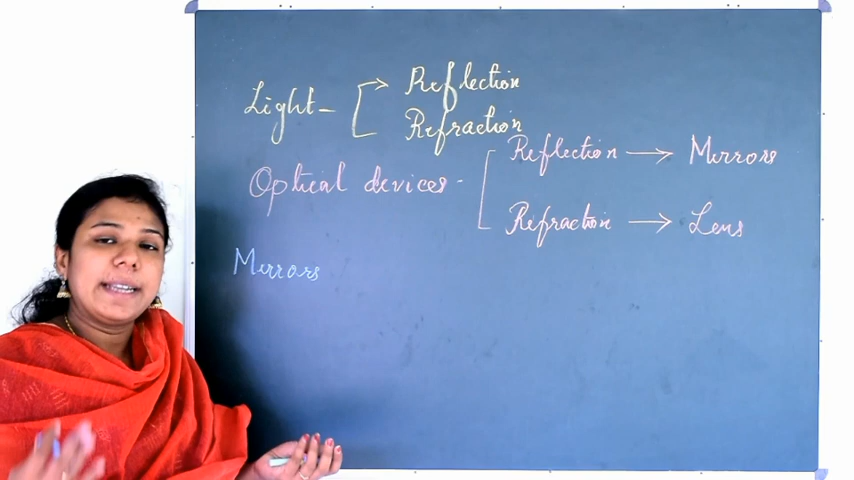 Light - Reflection
Refraction
Optical devices - Reflection → Mirrors
Refraction → Lens
Mirrors